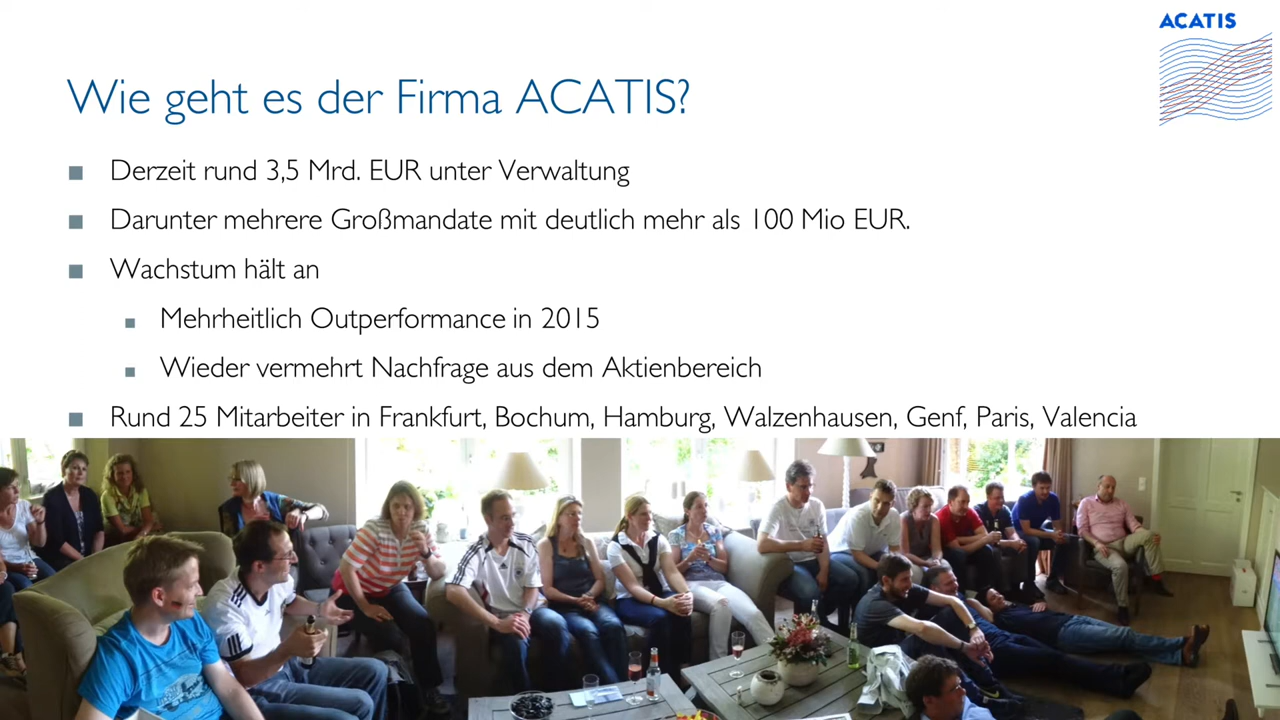 ACATIS
Wie geht es der Firma ACATIS?
Derzeit rund 3,5 Mrd. EUR unter Verwaltung
Darunter mehrere Großmandate mit deutlich mehr als 100 Mio EUR.
Wachstum hält an
Mehrheitlich Outperformance in 2015
Wieder vermehrt Nachfrage aus dem Aktienbereich
Rund 25 Mitarbeiter in Frankfurt, Bochum, Hamburg, Walzenhausen, Genf, Paris, Valencia